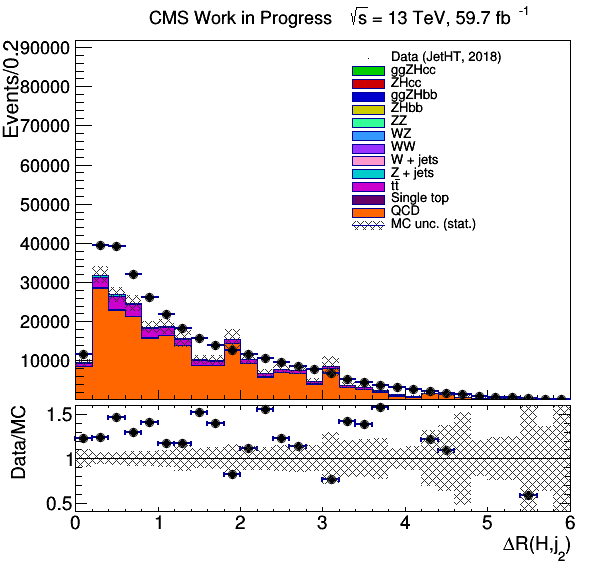 CMS Work in Progress √s = 13 TeV, 59.7 fb⁻¹
Events/0.2
90000
80000
70000
60000
50000
40000
30000
20000
10000
Data (JetHT, 2018)
ggZHcc
ZHcc
ggZHbb
ZHbb
ZZ
WZ
WW
W + jets
Z + jets
tt̄
Single top
QCD
MC unc. (stat.)
Data/MC
1.5
1
0.5
0 1 2 3 4 5 6
ΔR(H,j₂)